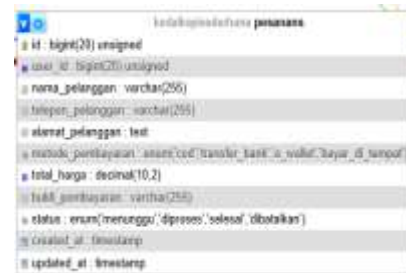 pesanans
id : bigint(20) unsigned
user_id : bigint(20) unsigned
nama_pelanggan : varchar(255)
telepon_pelanggan : varchar(255)
alamat_pelanggan : text
metode_pembayaran : enum('cod','transfer_bank','e_wallet','bayar_di_tempat'
total_harga : decimal(10,2)
bukti_pembayaran : varchar(255)
status : enum('menunggu','diproses','selesai','dibatalkan')
created_at : timestamp
updated_at : timestamp